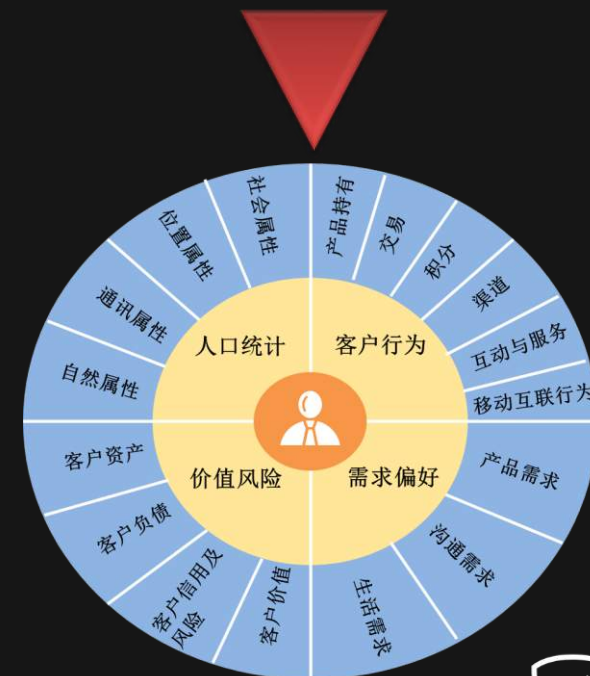 社会属性
产品持有
位置属性
交易
积分
通讯属性
渠道
人口统计
客户行为
互动与服务
自然属性
移动互联行为
客户资产
价值风险
需求偏好
产品需求
客户负债
沟通需求
客户信用及
风险
客户价值
生活需求